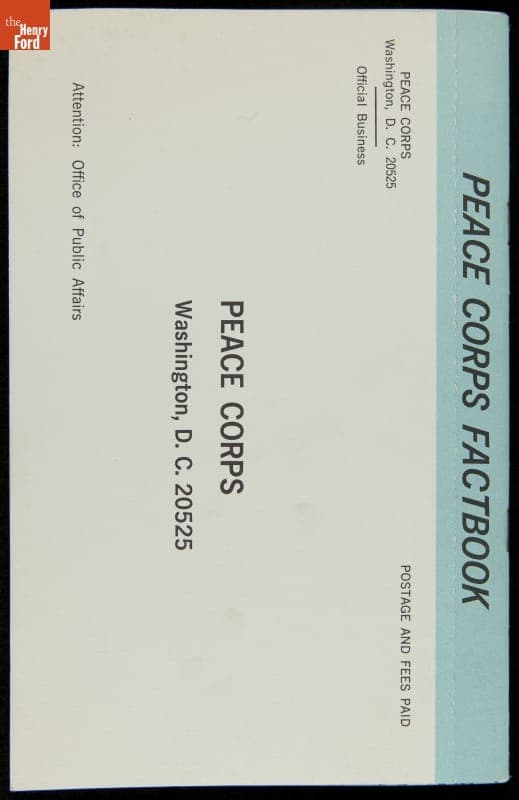 the
Henry
Ford
PEACE CORPS FACTBOOK
PEACE CORPS
Washington, D. C. 20525
Official Business
POSTAGE AND FEES PAID
PEACE CORPS
Washington, D. C. 20525
Attention: Office of Public Affairs